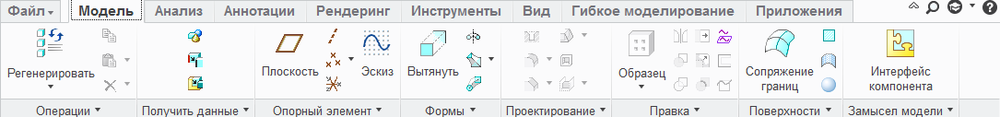 Файл Модель Анализ Аннотации Рендеринг Инструменты Вид Гибкое моделирование Приложения
Регенерировать Плоскость Эскиз Вытянуть Образец Сопряжение границ Интерфейс компонента
Операции Получить данные Опорный элемент Формы Проектирование Правка Поверхности Замысел модели